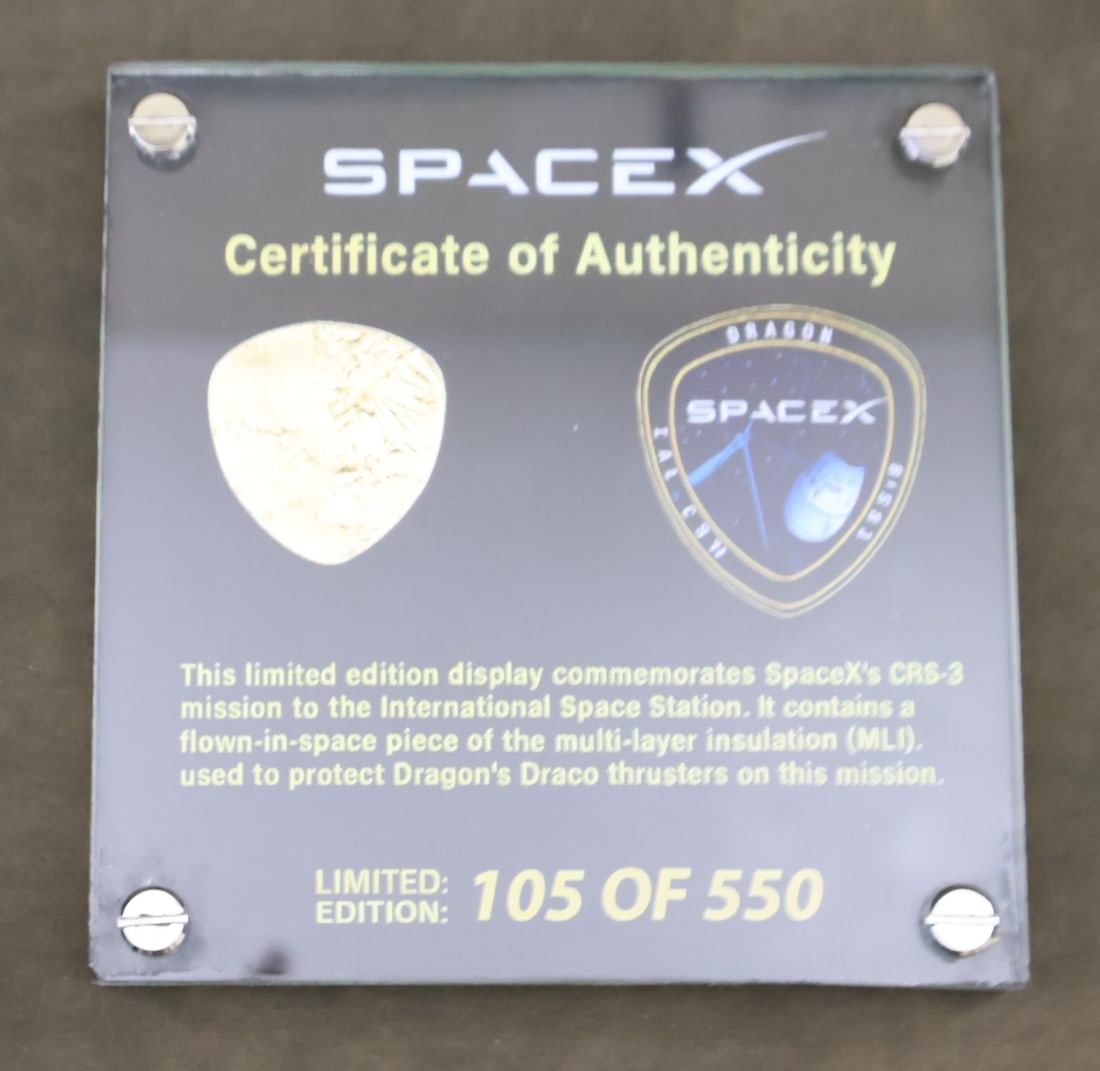 SPACEX
Certificate of Authenticity
DRAGON
SPACEX
This limited edition display commemorates SpaceX's CRS-3
mission to the International Space Station. It contains a
flown-in-space piece of the multi-layer insulation (MLI).
used to protect Dragon's Draco thrusters on this mission.
LIMITED: 105 OF 550
EDITION: